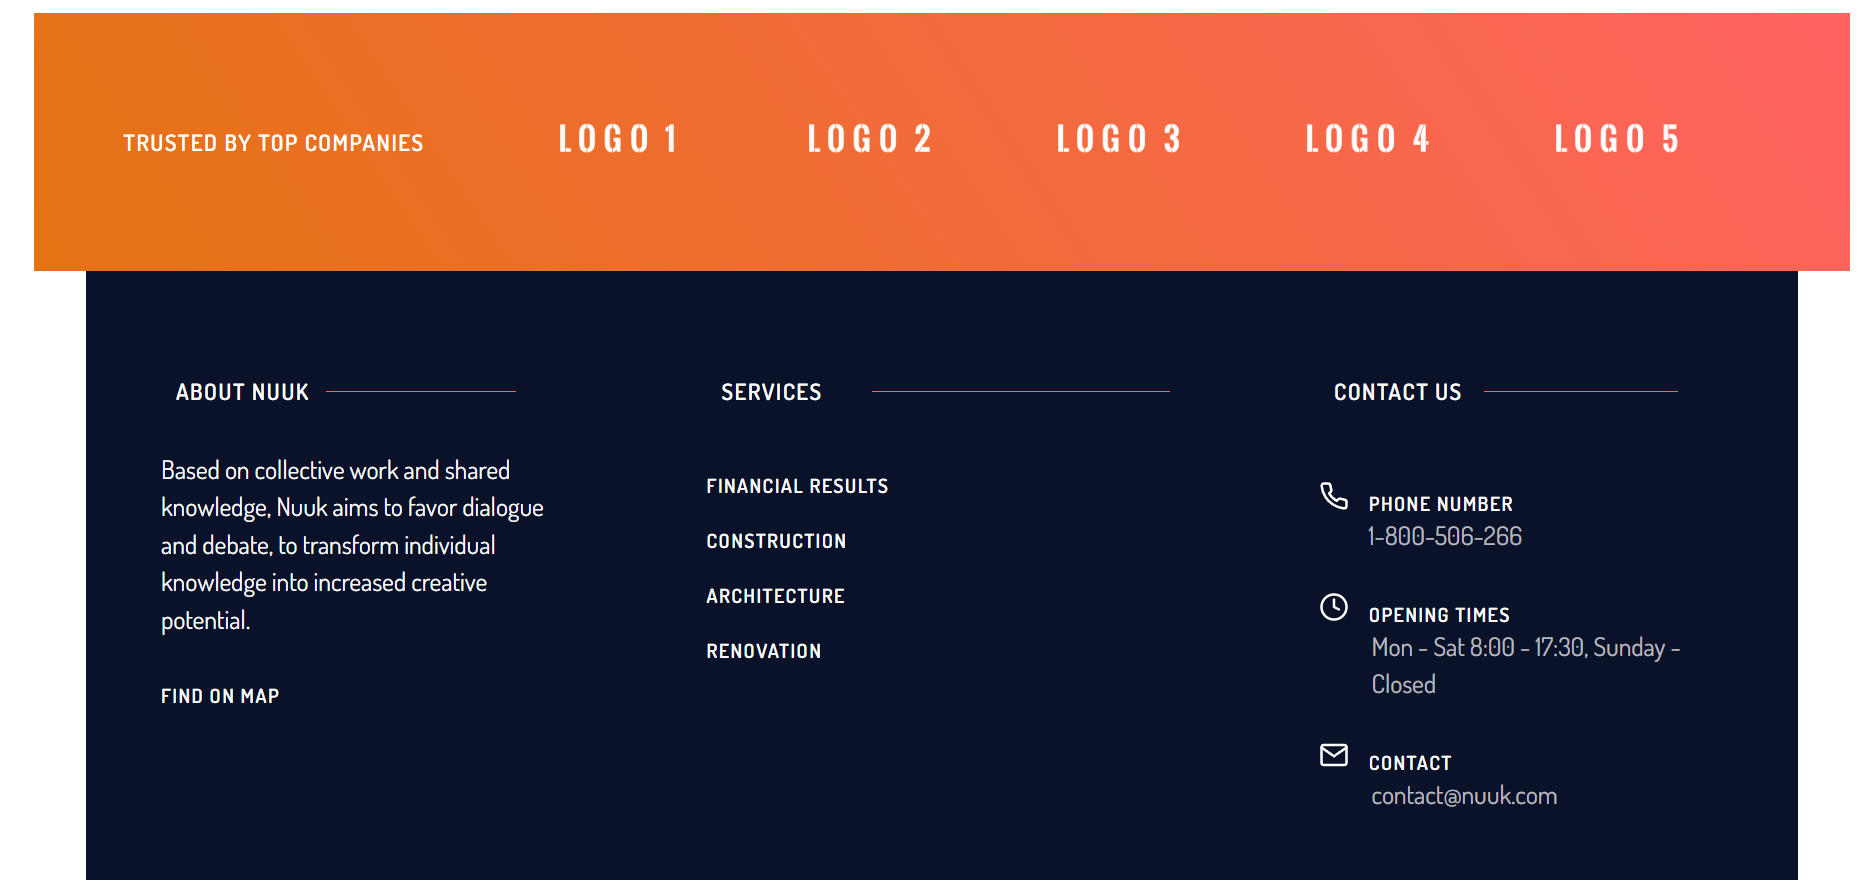 TRUSTED BY TOP COMPANIES
LOGO 1
LOGO 2
LOGO 3
LOGO 4
LOGO 5
ABOUT NUUK
Based on collective work and shared
knowledge, Nuuk aims to favor dialogue
and debate, to transform individual
knowledge into increased creative
potential.
FIND ON MAP
SERVICES
FINANCIAL RESULTS
CONSTRUCTION
ARCHITECTURE
RENOVATION
CONTACT US
PHONE NUMBER
1-800-506-266
OPENING TIMES
Mon - Sat 8:00 - 17:30, Sunday -
Closed
CONTACT
contact@nuuk.com